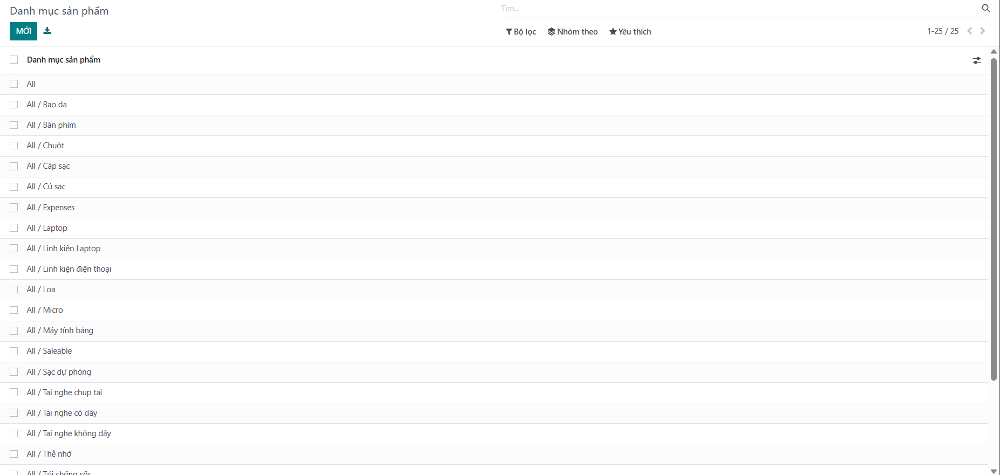 Danh mục sản phẩm
Tìm...
MỚI
Bộ lọc
Nhóm theo
Yêu thích
1-25 / 25
Danh mục sản phẩm
All
All / Bao da
All / Bàn phím
All / Chuột
All / Cáp sạc
All / Củ sạc
All / Expenses
All / Laptop
All / Linh kiện Laptop
All / Linh kiện điện thoại
All / Loa
All / Micro
All / Máy tính bảng
All / Saleable
All / Sạc dự phòng
All / Tai nghe chụp tai
All / Tai nghe có dây
All / Tai nghe không dây
All / Thẻ nhớ
All / Túi chống sốc